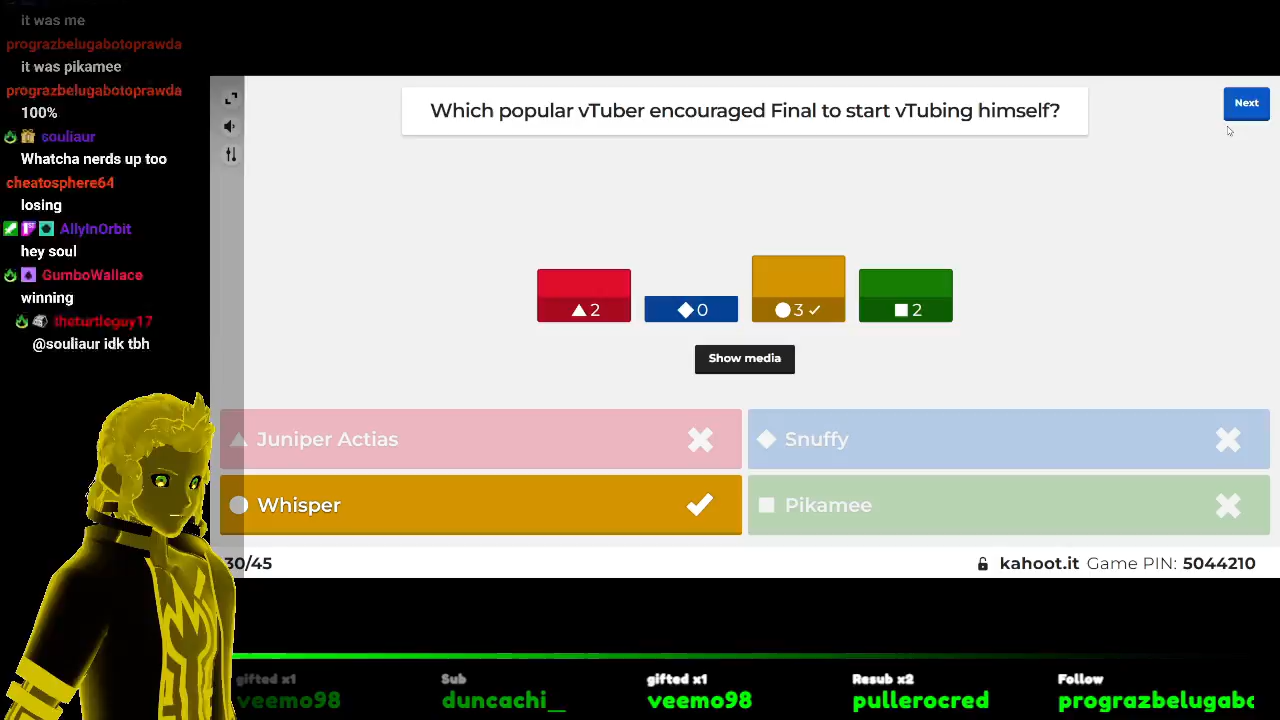 it was me
prograzbelugabotoprawda
it was pikamee
prograzbelugabotoprawda
100%
souliaur
Whatcha nerds up too
cheatosphere64
losing
AllyInOrbit
hey soul
GumboWallace
winning
theturtleguy17
@souliaur idk tbh
Which popular vTuber encouraged Final to start vTubing himself?
Next
2
0
3
2
Show media
Juniper Actias
Snuffy
Whisper
Pikamee
30/45
kahoot.it Game PIN: 5044210
gifted x1
veemo98
Sub
duncachi__
gifted x1
veemo98
Resub x2
pullerocred
Follow
prograzbelugabo